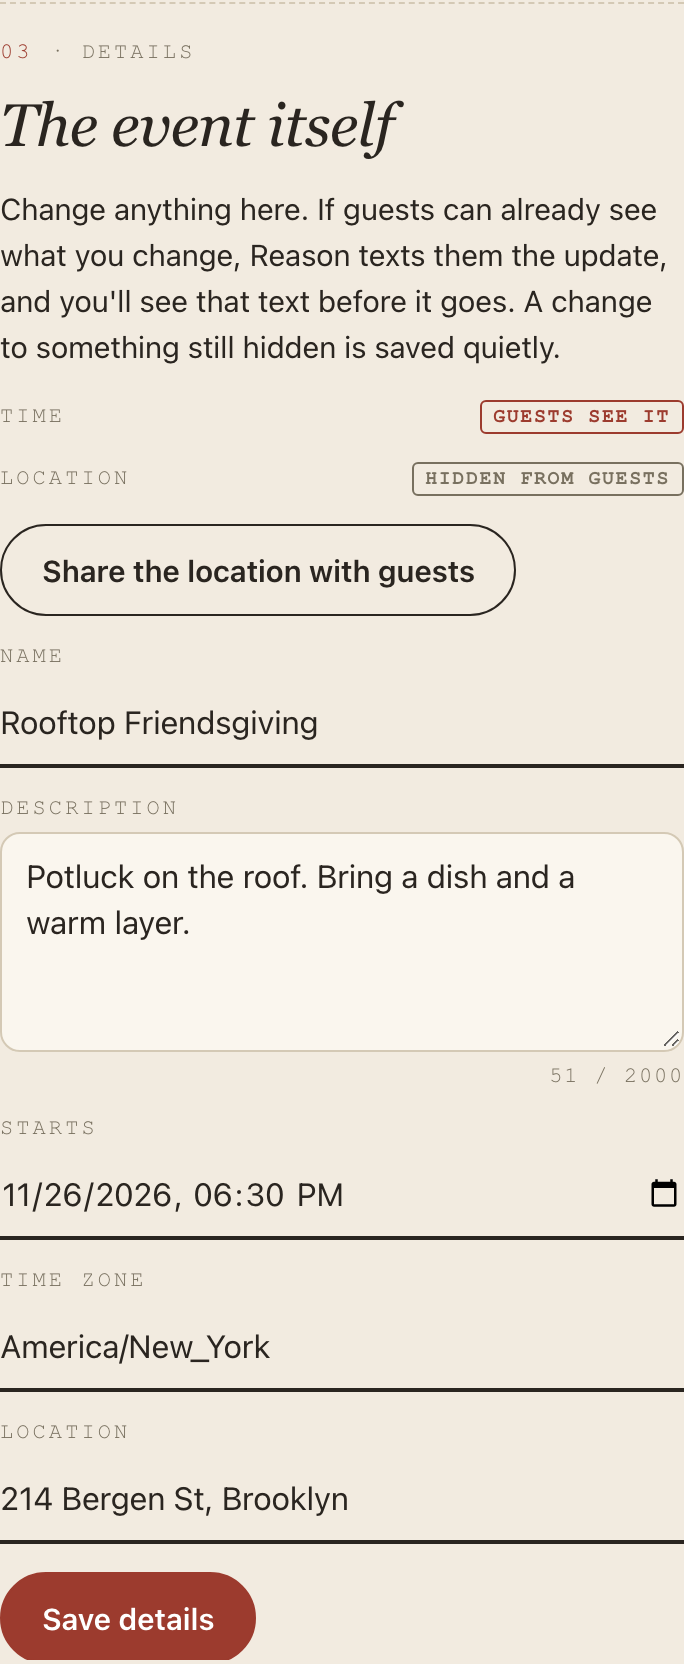 03 · DETAILS
The event itself
Change anything here. If guests can already see
what you change, Reason texts them the update,
and you'll see that text before it goes. A change
to something still hidden is saved quietly.
TIME GUESTS SEE IT
LOCATION HIDDEN FROM GUESTS
Share the location with guests
NAME
Rooftop Friendsgiving
DESCRIPTION
Potluck on the roof. Bring a dish and a
warm layer.
51 / 2000
STARTS
11/26/2026, 06:30 PM
TIME ZONE
America/New_York
LOCATION
214 Bergen St, Brooklyn
Save details